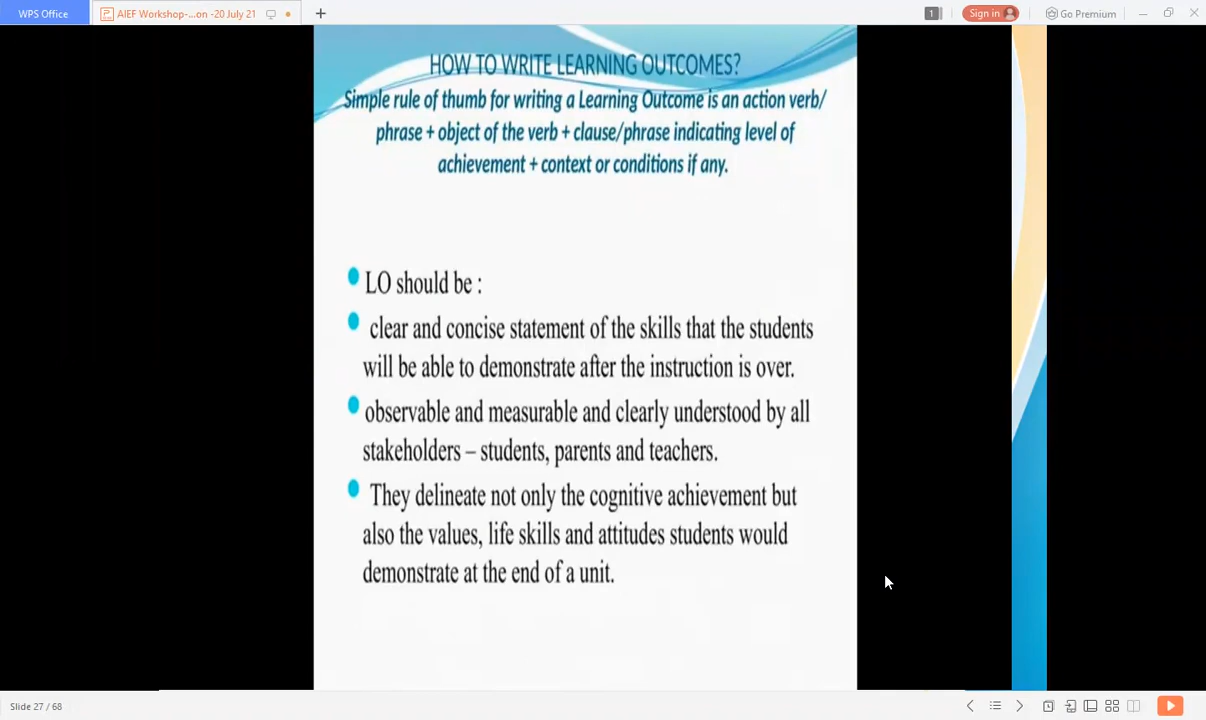 WPS Office
AIEF Workshop-...on -20 July 21
1
Sign in
Go Premium
HOW TO WRITE LEARNING OUTCOMES?
Simple rule of thumb for writing a Learning Outcome is an action verb/
phrase + object of the verb + clause/phrase indicating level of
achievement + context or conditions if any.
LO should be :
clear and concise statement of the skills that the students
will be able to demonstrate after the instruction is over.
observable and measurable and clearly understood by all
stakeholders – students, parents and teachers.
They delineate not only the cognitive achievement but
also the values, life skills and attitudes students would
demonstrate at the end of a unit.
Slide 27 / 68